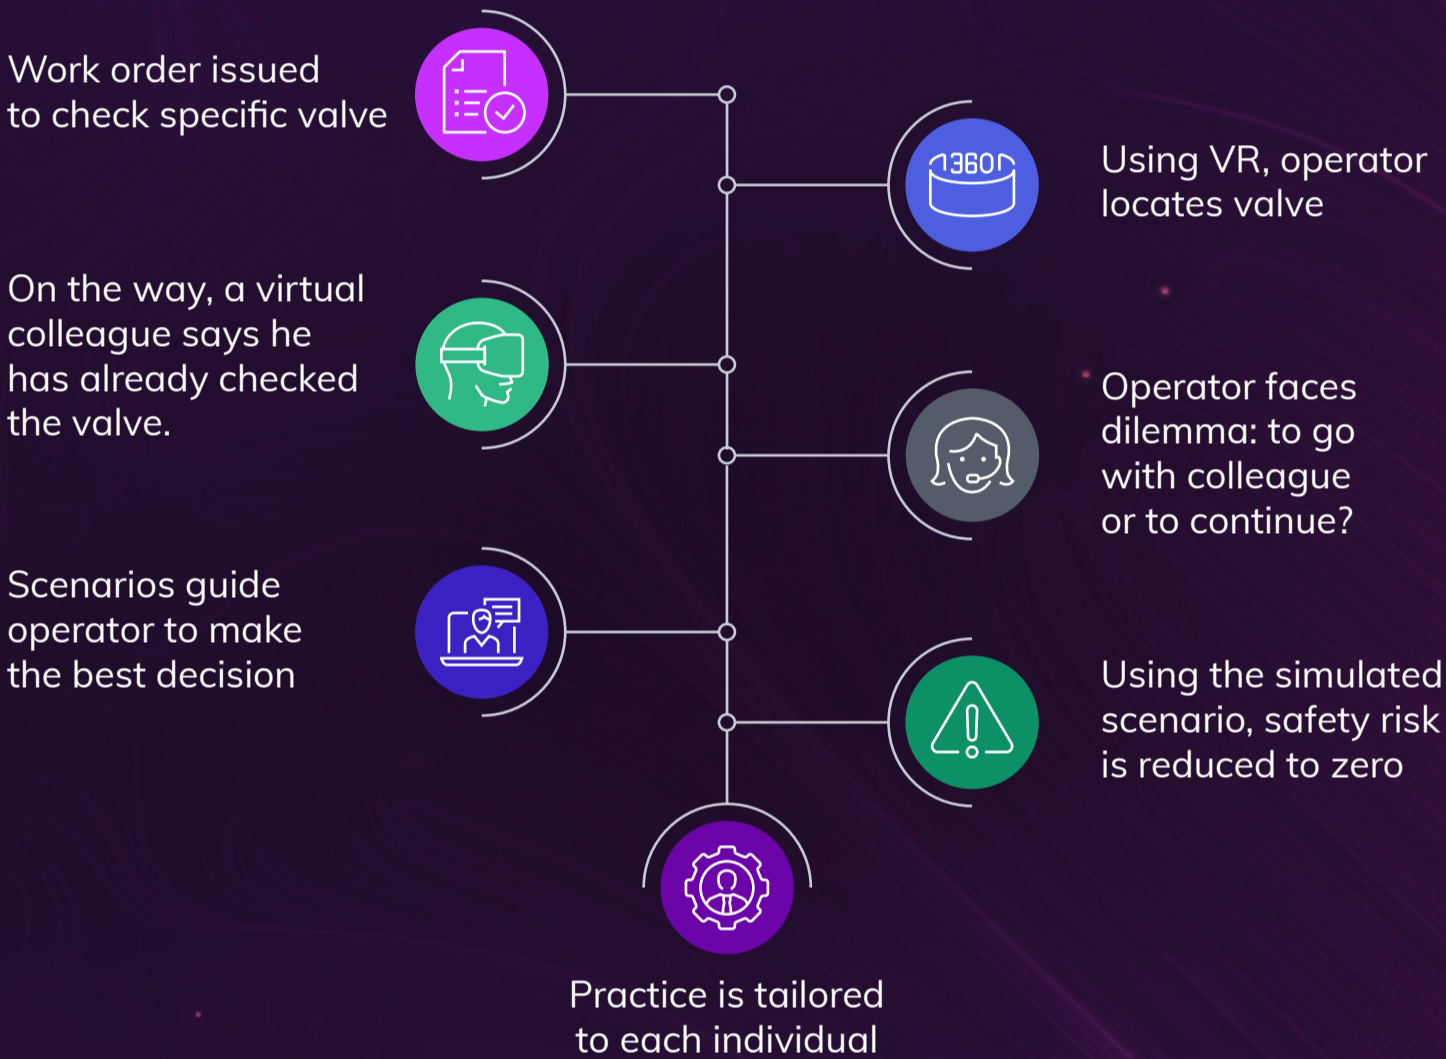 Work order issued
to check specific valve
360
Using VR, operator
locates valve
On the way, a virtual
colleague says he
has already checked
the valve.
Operator faces
dilemma: to go
with colleague
or to continue?
Scenarios guide
operator to make
the best decision
Using the simulated
scenario, safety risk
is reduced to zero
Practice is tailored
to each individual